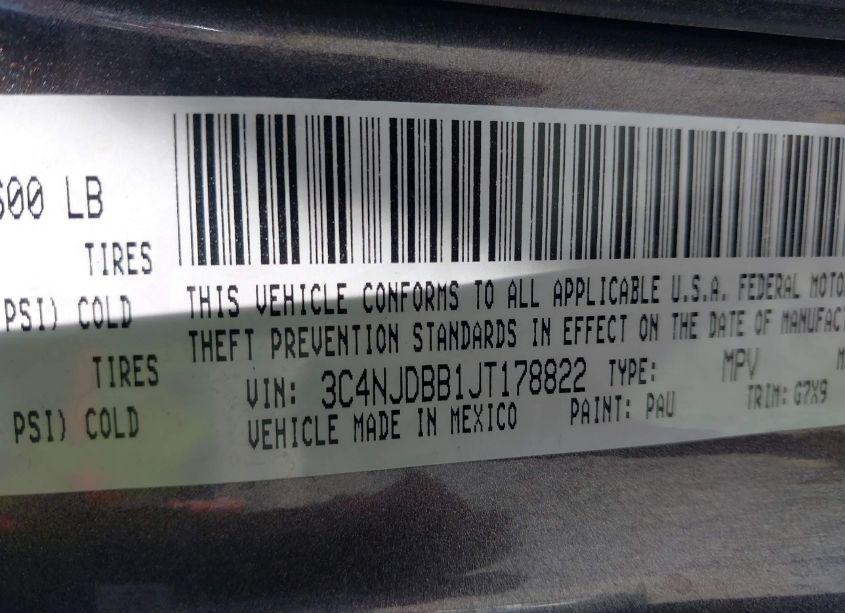 600 LB
TIRES
PSI) COLD
TIRES
PSI) COLD
THIS VEHICLE CONFORMS TO ALL APPLICABLE U.S.A. FEDERAL MOTO
THEFT PREVENTION STANDARDS IN EFFECT ON THE DATE OF MANUFACT
VIN: 3C4NJDBB1JT178822 TYPE: MPV M
VEHICLE MADE IN MEXICO PAINT: PAU TRIM: G7X9